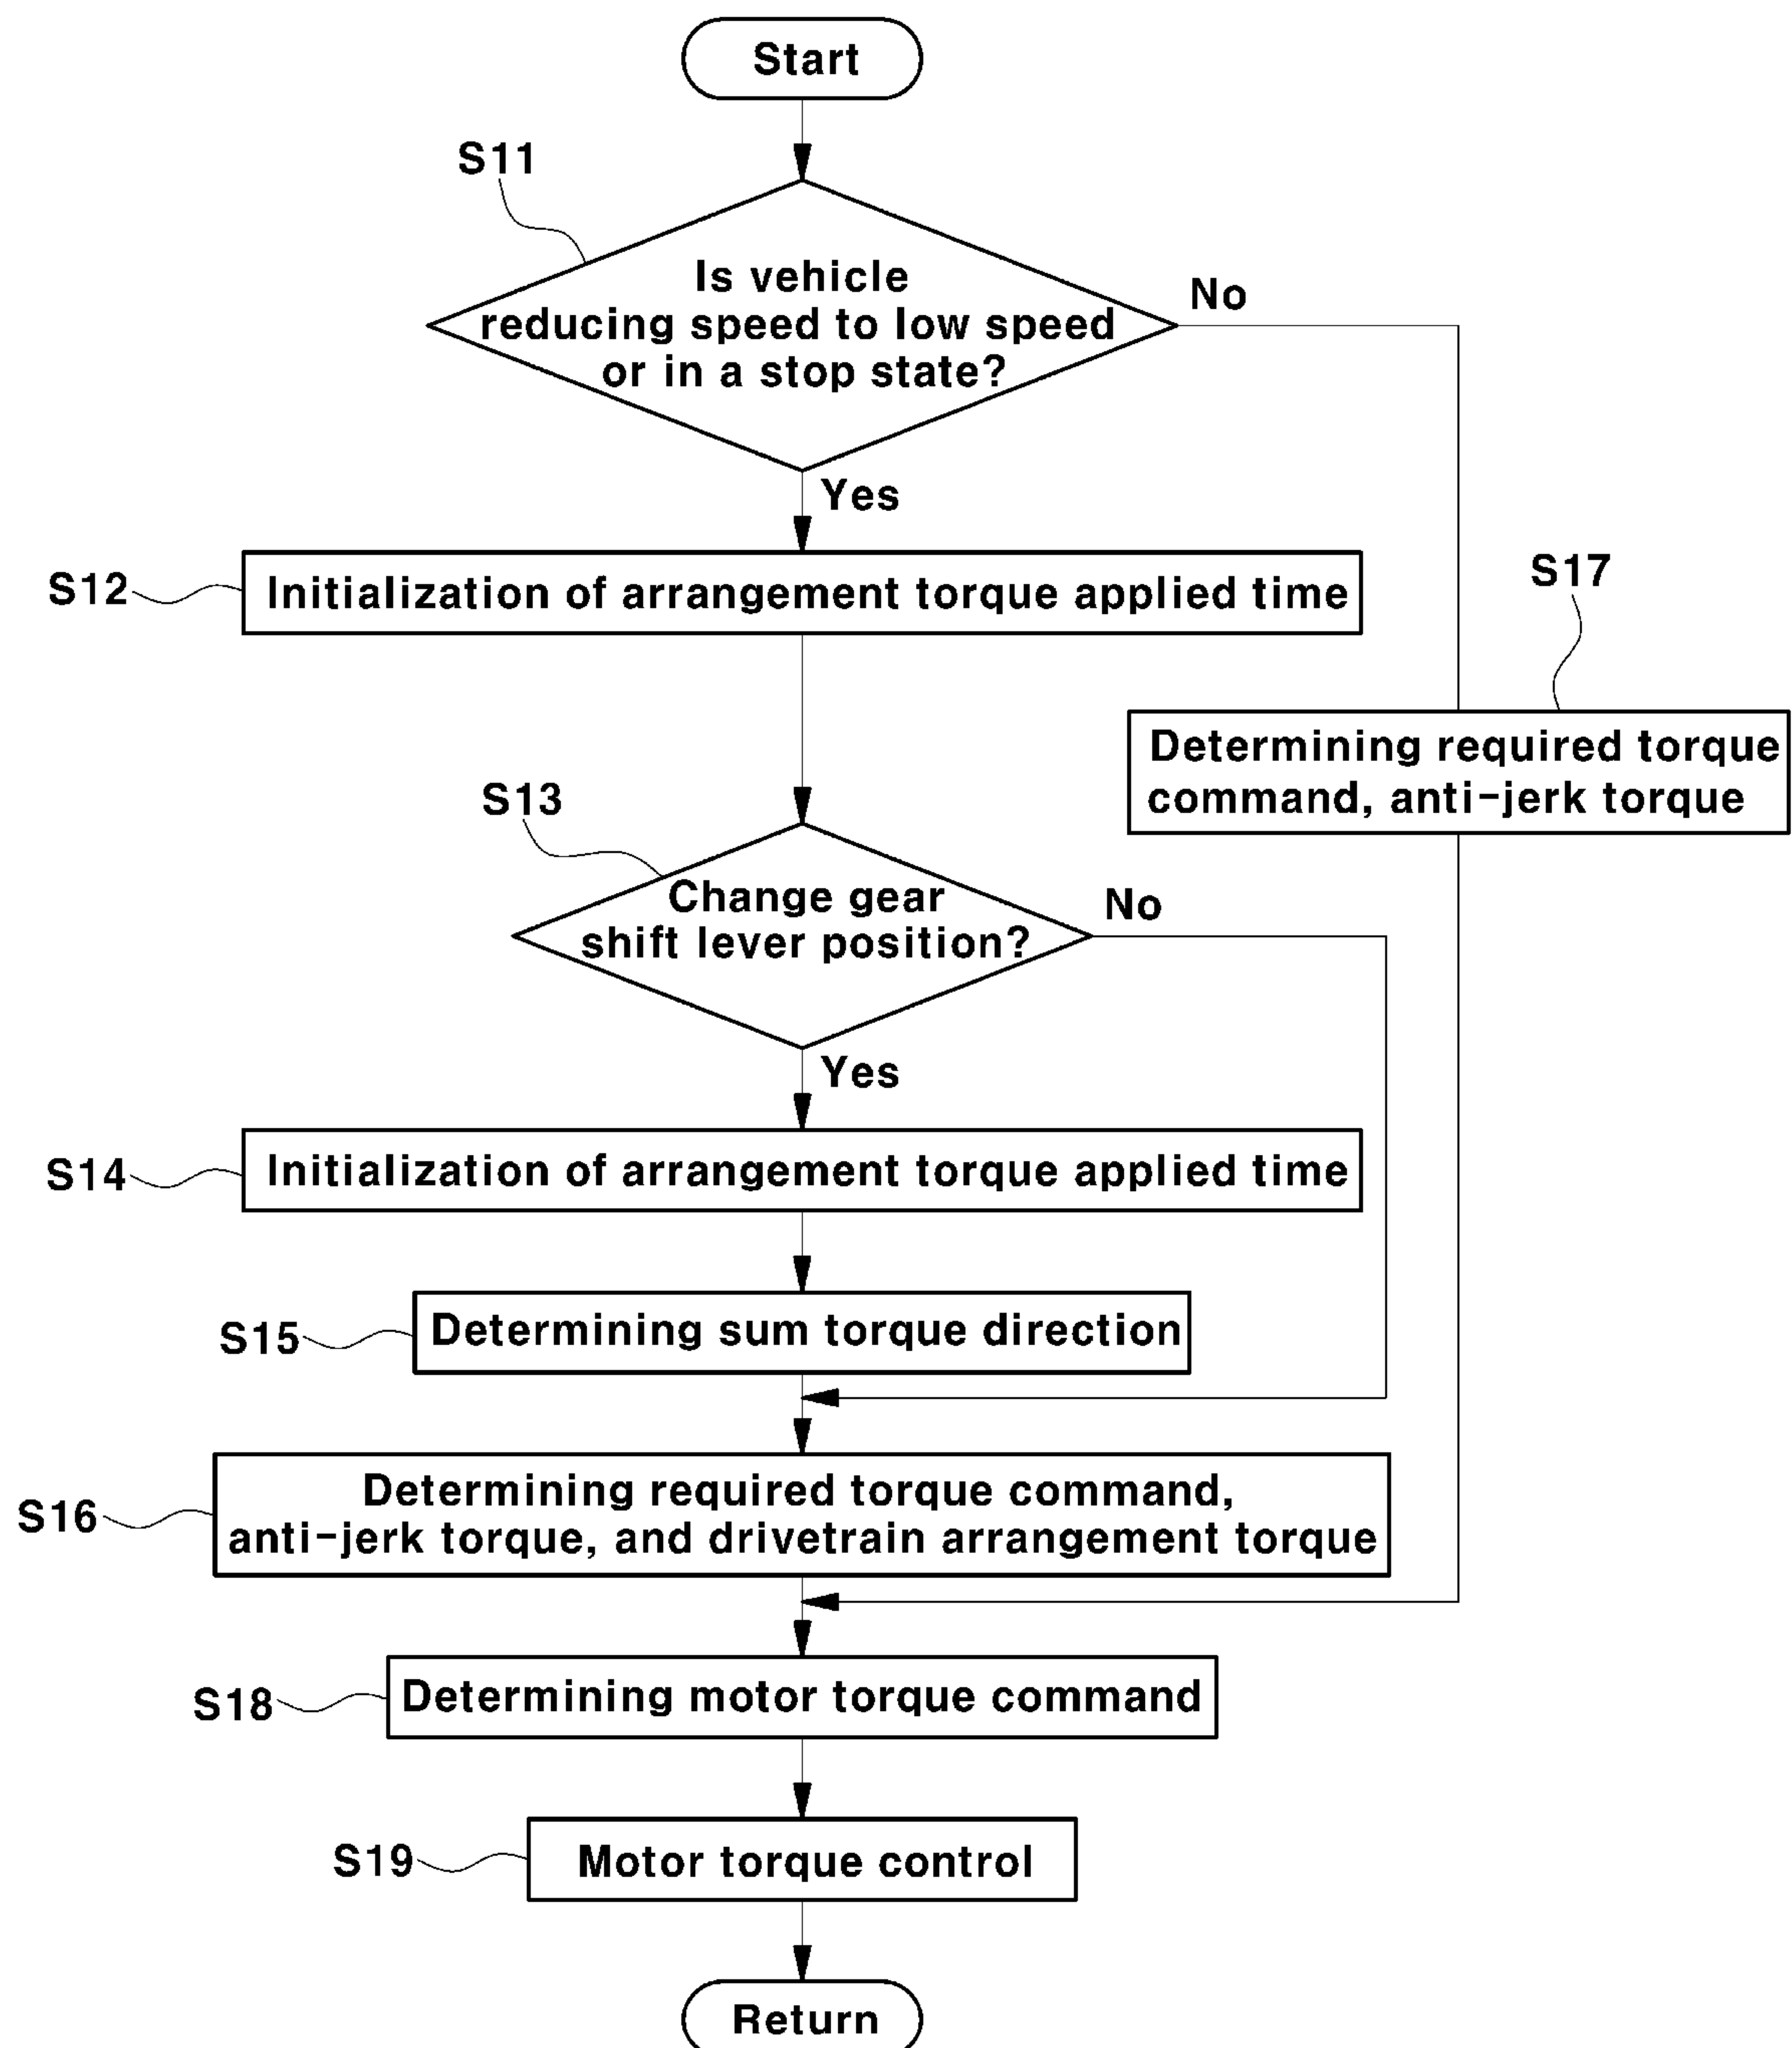 Start
S11
Is vehicle
reducing speed to low speed
or in a stop state?
No
Yes
S12
Initialization of arrangement torque applied time
S17
Determining required torque
command, anti-jerk torque
S13
Change gear
shift lever position?
No
Yes
S14
Initialization of arrangement torque applied time
S15
Determining sum torque direction
S16
Determining required torque command,
anti-jerk torque, and drivetrain arrangement torque
S18
Determining motor torque command
S19
Motor torque control
Return